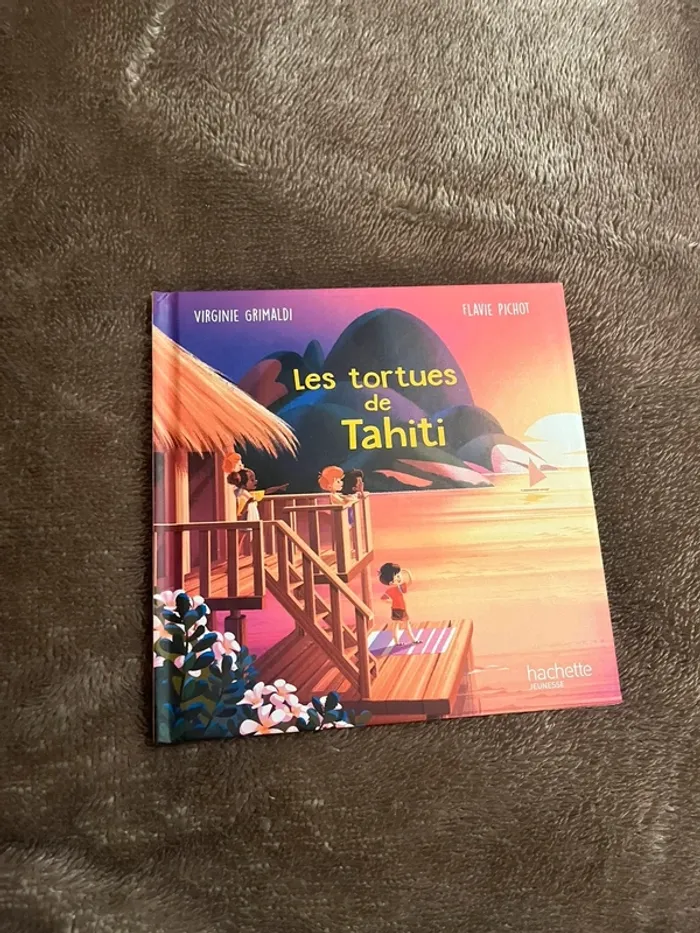 VIRGINIE GRIMALDI
FLAVIE PICHOT
Les tortues
de
Tahiti
hachette
JEUNESSE